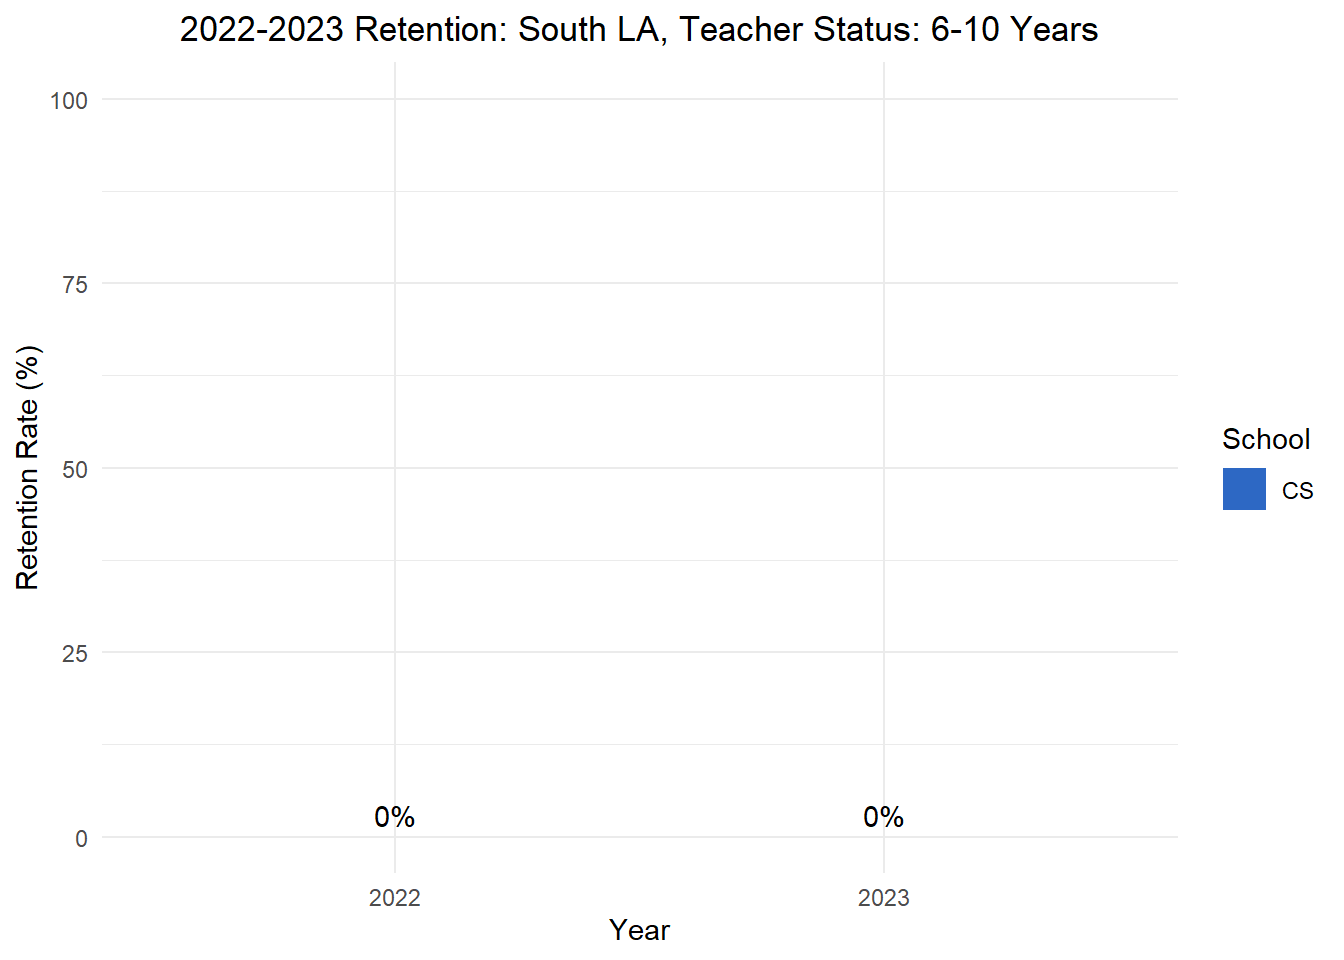 2022-2023 Retention: South LA, Teacher Status: 6-10 Years
100
75
50
25
0
Retention Rate (%)
0%
0%
2022
2023
Year
School
CS